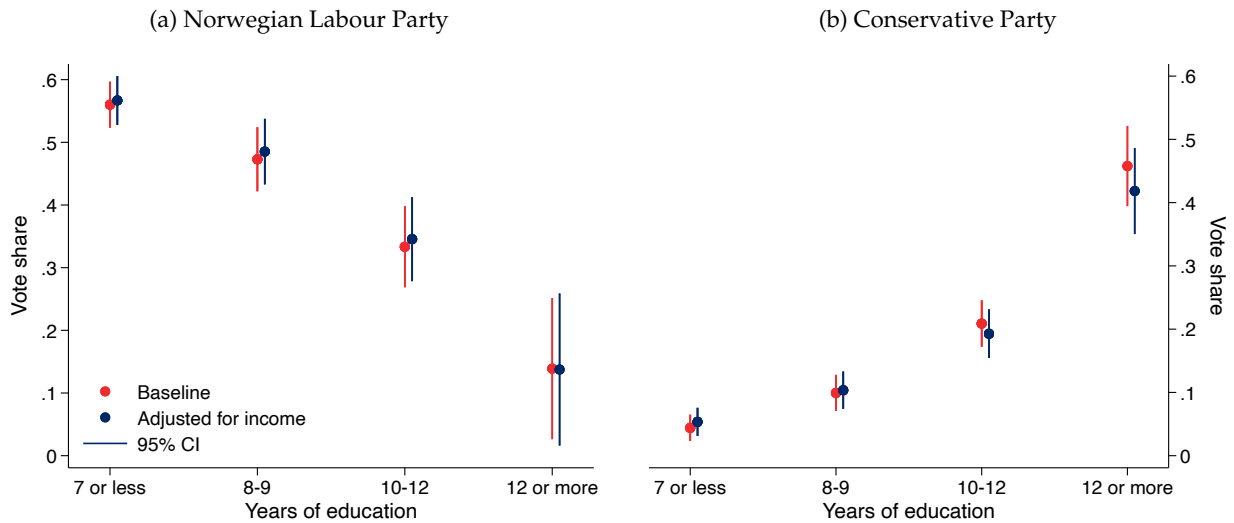 (a) Norwegian Labour Party
.6
.5
.4
.3
.2
.1
0
Vote share
Baseline
Adjusted for income
95% CI
7 or less
8-9
10-12
12 or more
Years of education
(b) Conservative Party
.6
.5
.4
.3
.2
.1
0
Vote share
7 or less
8-9
10-12
12 or more
Years of education